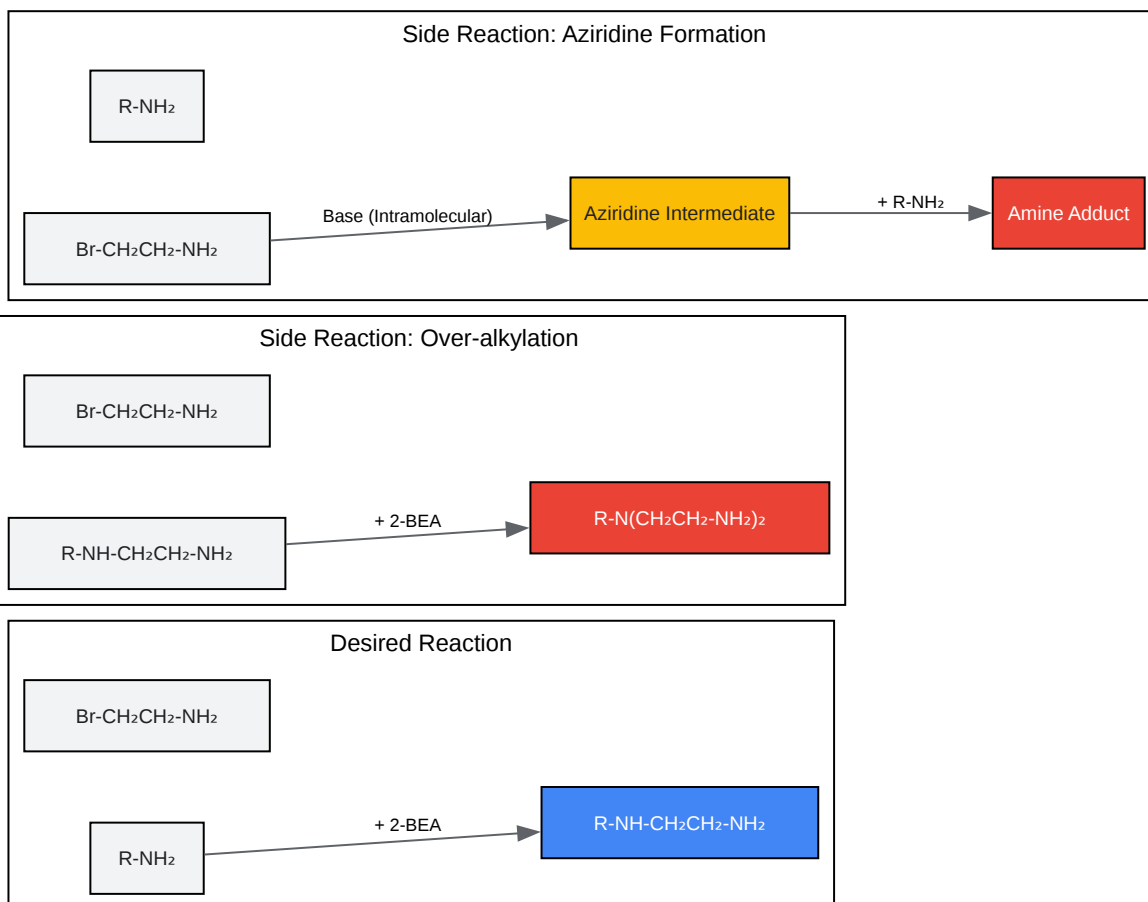 Side Reaction: Aziridine Formation
R-NH₂
Br-CH₂CH₂-NH₂
Base (Intramolecular)
Aziridine Intermediate
+ R-NH₂
Amine Adduct
Side Reaction: Over-alkylation
Br-CH₂CH₂-NH₂
R-NH-CH₂CH₂-NH₂
+ 2-BEA
R-N(CH₂CH₂-NH₂)₂
Desired Reaction
Br-CH₂CH₂-NH₂
R-NH₂
+ 2-BEA
R-NH-CH₂CH₂-NH₂